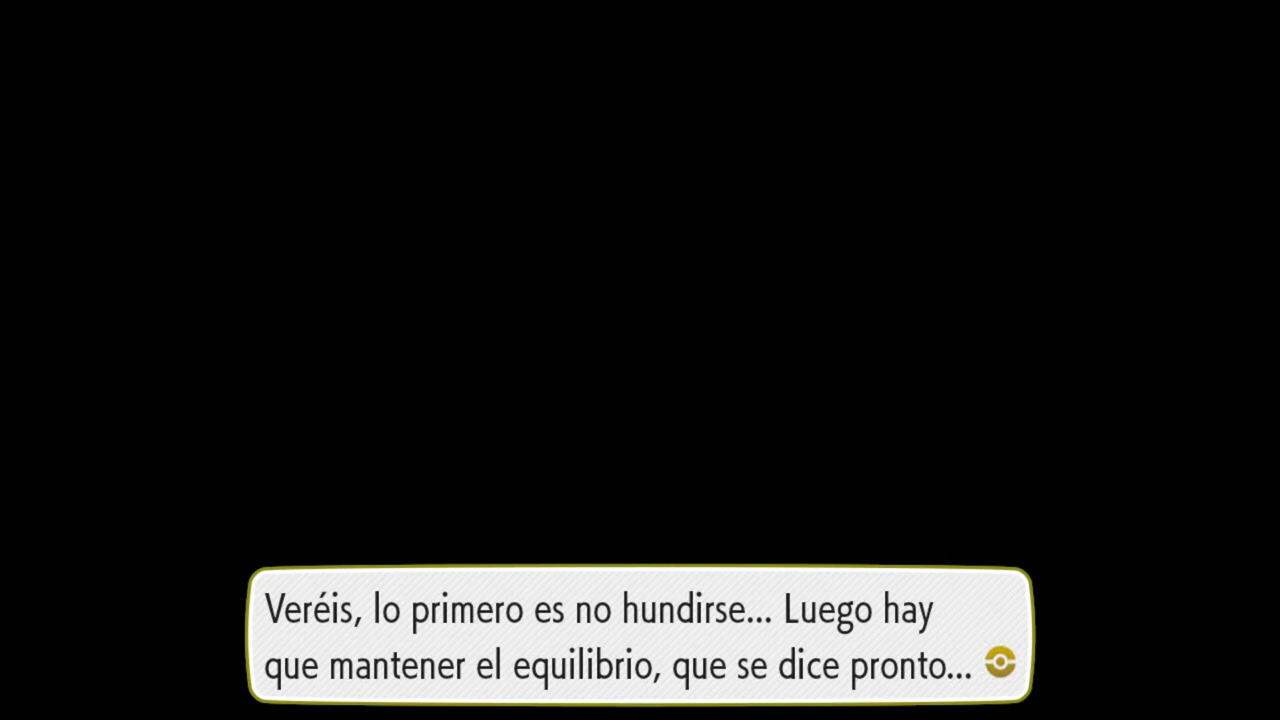 Veréis, lo primero es no hundirse... Luego hay
que mantener el equilibrio, que se dice pronto...